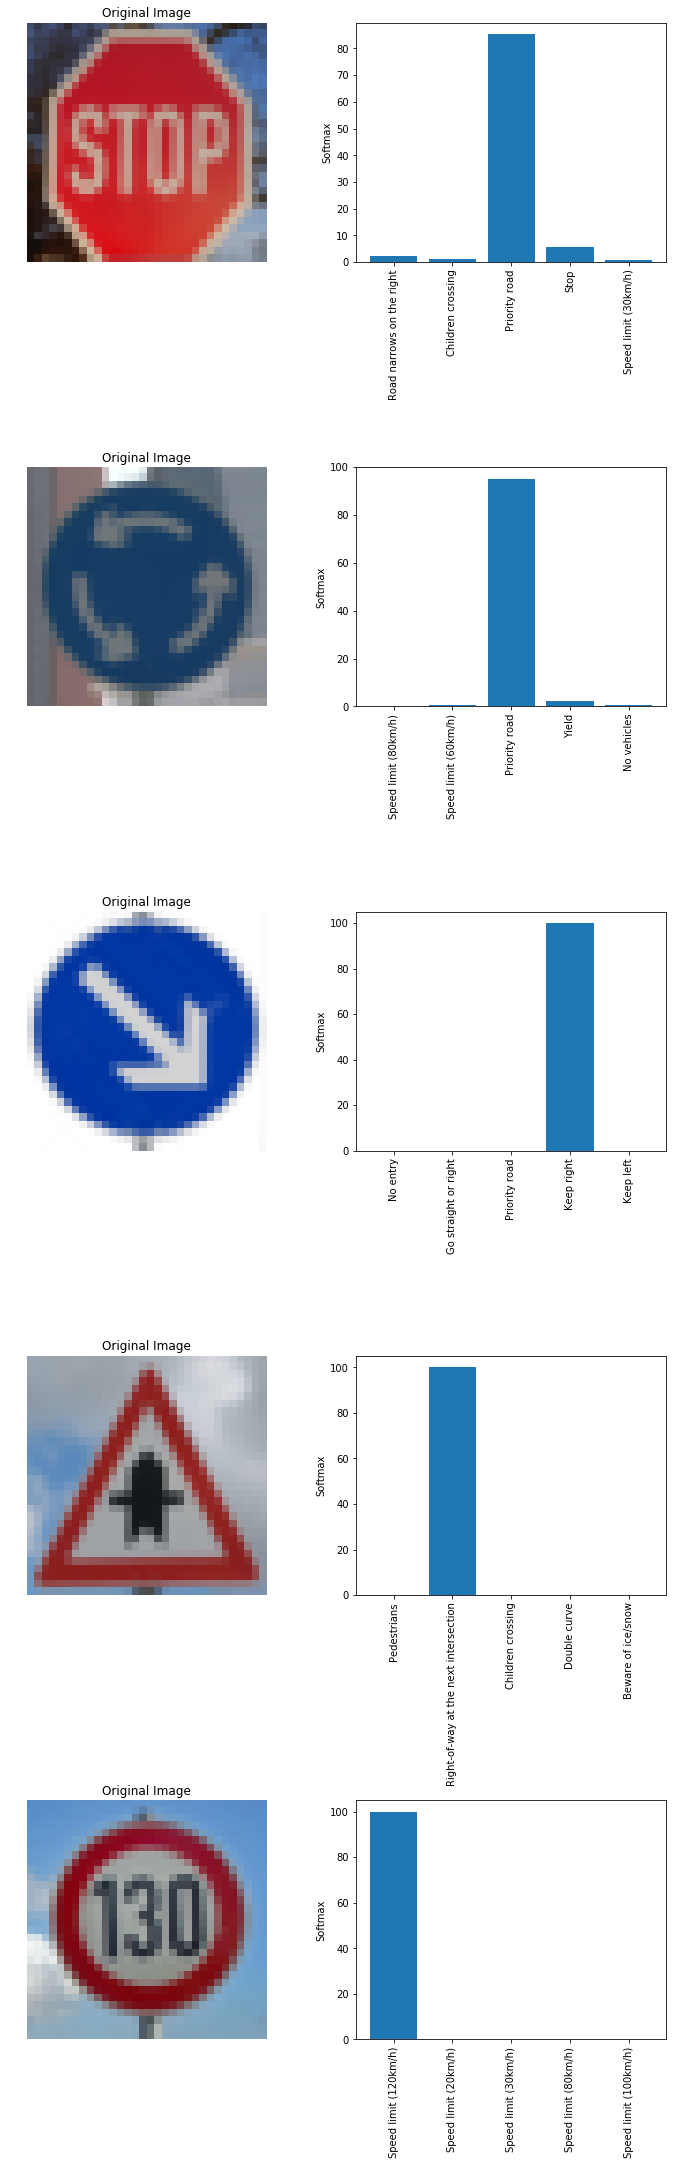 Original Image
STOP
Softmax
80
70
60
50
40
30
20
10
0
Road narrows on the right
Children crossing
Priority road
Stop
Speed limit (30km/h)
Original Image
Softmax
100
80
60
40
20
0
Speed limit (80km/h)
Speed limit (60km/h)
Priority road
Yield
No vehicles
Original Image
Softmax
100
80
60
40
20
0
No entry
Go straight or right
Priority road
Keep right
Keep left
Original Image
Softmax
100
80
60
40
20
0
Pedestrians
Right-of-way at the next intersection
Children crossing
Double curve
Beware of ice/snow
Original Image
130
Softmax
100
80
60
40
20
0
Speed limit (120km/h)
Speed limit (20km/h)
Speed limit (30km/h)
Speed limit (80km/h)
Speed limit (100km/h)